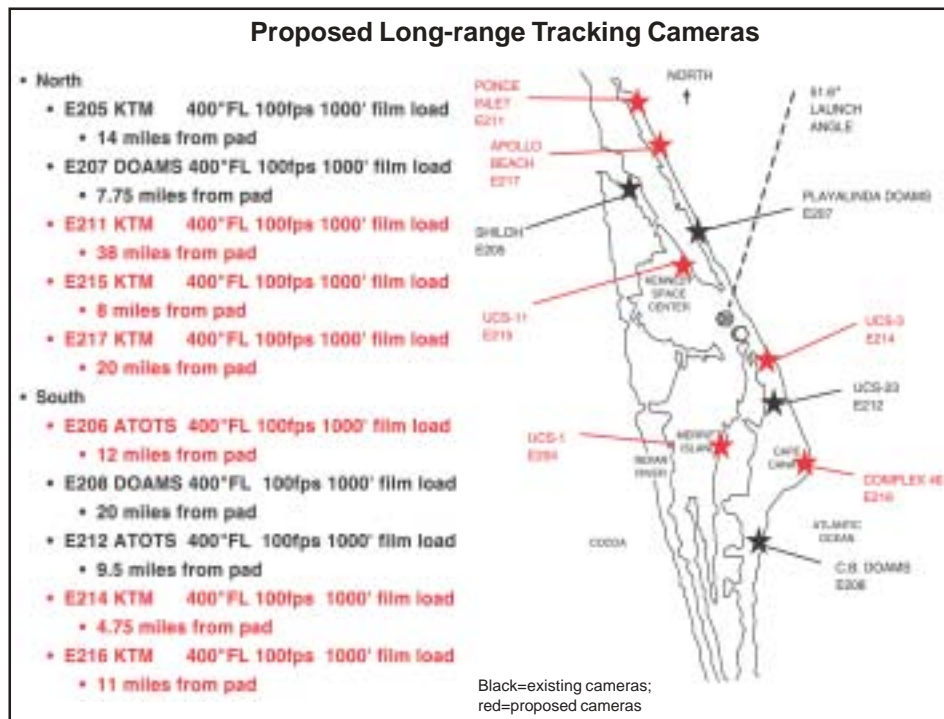 Proposed Long-range Tracking Cameras
• North
• E205 KTM 400"FL 100fps 1000' film load
• 14 miles from pad
• E207 DOAMS 400"FL 100fps 1000' film load
• 7.75 miles from pad
• E211 KTM 400"FL 100fps 1000' film load
• 38 miles from pad
• E215 KTM 400"FL 100fps 1000' film load
• 8 miles from pad
• E217 KTM 400"FL 100fps 1000' film load
• 20 miles from pad
• South
• E206 ATOTS 400"FL 100fps 1000' film load
• 12 miles from pad
• E208 DOAMS 400"FL 100fps 1000' film load
• 20 miles from pad
• E212 ATOTS 400"FL 100fps 1000' film load
• 9.5 miles from pad
• E214 KTM 400"FL 100fps 1000' film load
• 4.75 miles from pad
• E216 KTM 400"FL 100fps 1000' film load
• 11 miles from pad
NORTH
PONCE
INLET
E211
51.6°
LAUNCH
ANGLE
APOLLO
BEACH
E217
PLAYALINDA DOAMS
E207
SHILOH
E205
KENNEDY
SPACE
CENTER
UCS-11
E215
UCS-3
E214
UCS-23
E212
UCS-1
MERRITT
ISLAND
INDIAN
RIVER
CAPE
COMPLEX 46
E216
ATLANTIC
OCEAN
COCOA
C.B. DOAMS
E208
Black=existing cameras;
red=proposed cameras